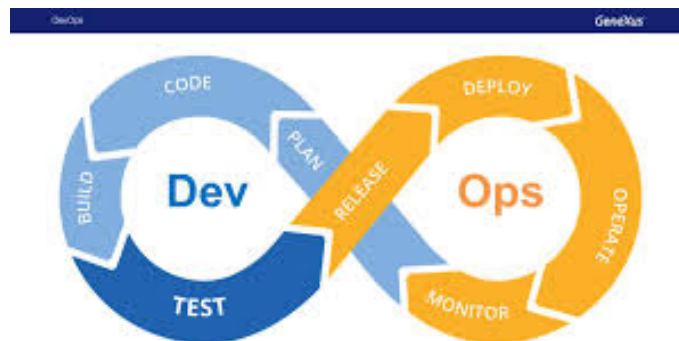 DevOps
GeneXus
CODE
DEPLOY
PLAN
BUILD
Dev
RELEASE
Ops
OPERATE
TEST
MONITOR